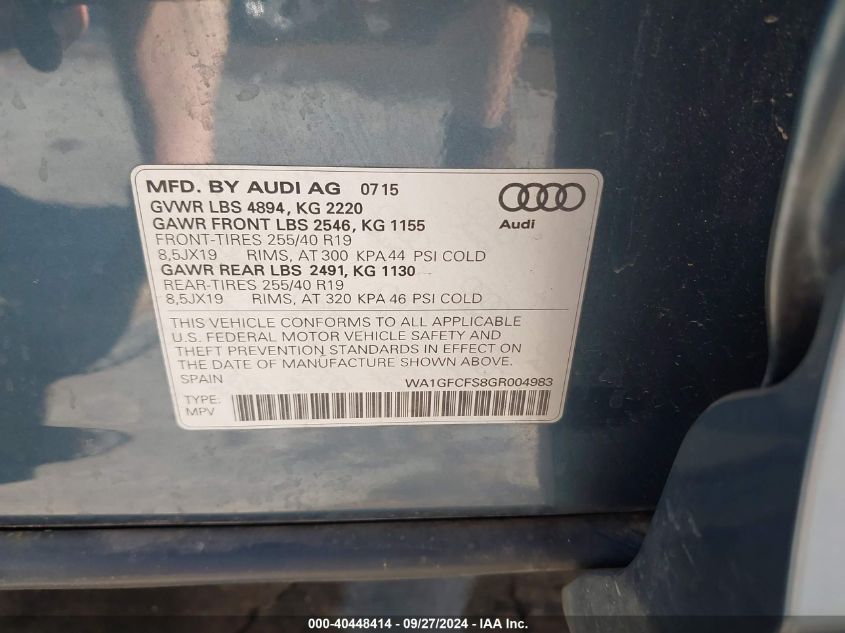 MFD. BY AUDI AG 0715
GVWR LBS 4894, KG 2220
GAWR FRONT LBS 2546, KG 1155
FRONT-TIRES 255/40 R19
8,5JX19 RIMS, AT 300 KPA 44 PSI COLD
GAWR REAR LBS 2491, KG 1130
REAR-TIRES 255/40 R19
8,5JX19 RIMS, AT 320 KPA 46 PSI COLD
Audi
THIS VEHICLE CONFORMS TO ALL APPLICABLE
U.S. FEDERAL MOTOR VEHICLE SAFETY AND
THEFT PREVENTION STANDARDS IN EFFECT ON
THE DATE OF MANUFACTURE SHOWN ABOVE.
SPAIN WA1GFCFS8GR004983
TYPE:
MPV
000-40448414 - 09/27/2024 - IAA Inc.